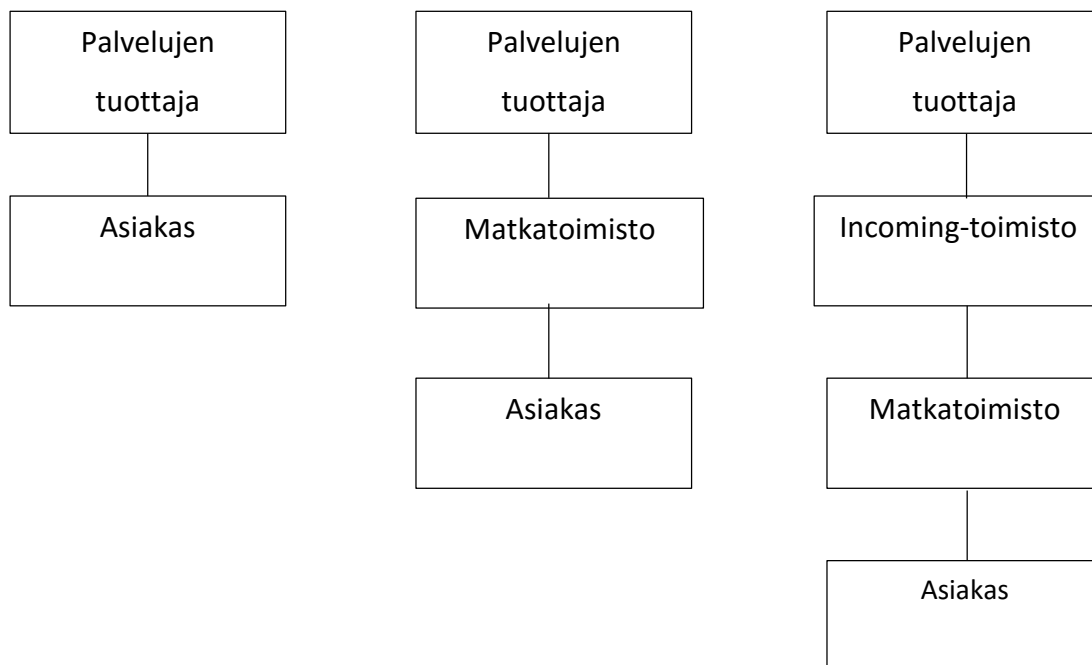 Palvelujen
tuottaja
Asiakas
Palvelujen
tuottaja
Matkatoimisto
Asiakas
Palvelujen
tuottaja
Incoming-toimisto
Matkatoimisto
Asiakas